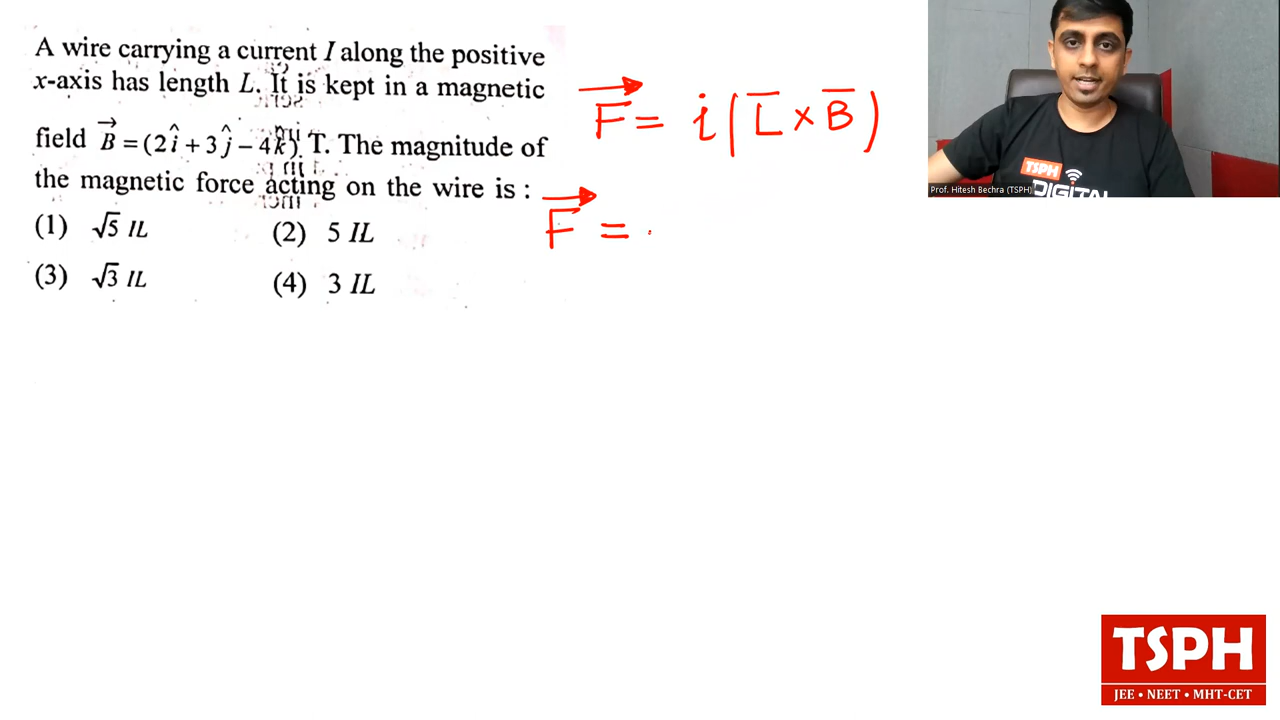 A wire carrying a current I along the positive
x-axis has length L. It is kept in a magnetic
field B⃗ = (2î + 3ĵ − 4k̂) T. The magnitude of
the magnetic force acting on the wire is :
(1) √5 IL (2) 5 IL
(3) √3 IL (4) 3 IL
F⃗ = i(L̅ × B̅)
F⃗ =
TSPH
DIGITAL
Prof. Hitesh Bechra (TSPH)
TSPH
JEE • NEET • MHT-CET